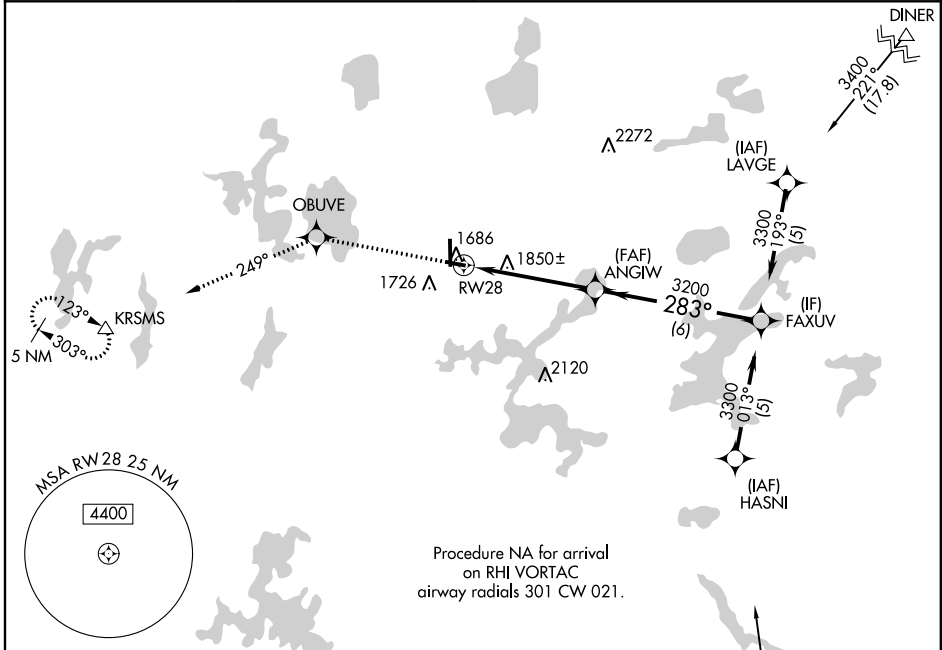 DINER
3400
221°
(17.8)
2272
(IAF)
LAVGE
3300
193°
(5)
OBUVE
1686
1850±
1726
RW28
(FAF)
ANGIW
3200
283°
(6)
(IF)
FAXUV
249°
123°
KRSMS
303°
5 NM
2120
3300
013°
(5)
(IAF)
HASNI
MSA RW 28 25 NM
4400
Procedure NA for arrival
on RHI VORTAC
airway radials 301 CW 021.